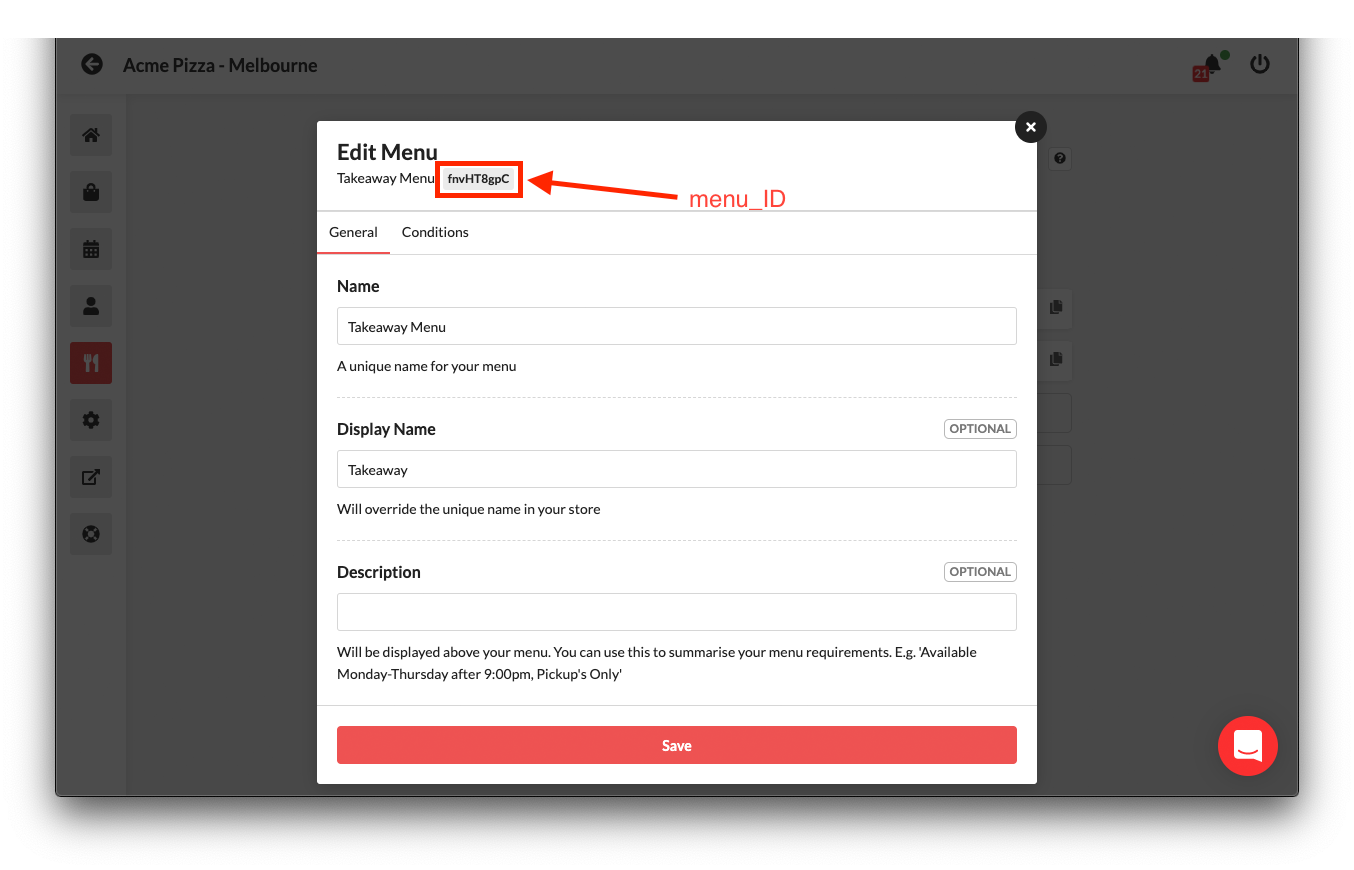 Acme Pizza - Melbourne
21
Edit Menu
Takeaway Menu fnvHT8gpC
menu_ID
General Conditions
Name
Takeaway Menu
A unique name for your menu
Display Name OPTIONAL
Takeaway
Will override the unique name in your store
Description OPTIONAL
Will be displayed above your menu. You can use this to summarise your menu requirements. E.g. 'Available
Monday-Thursday after 9:00pm, Pickup's Only'
Save